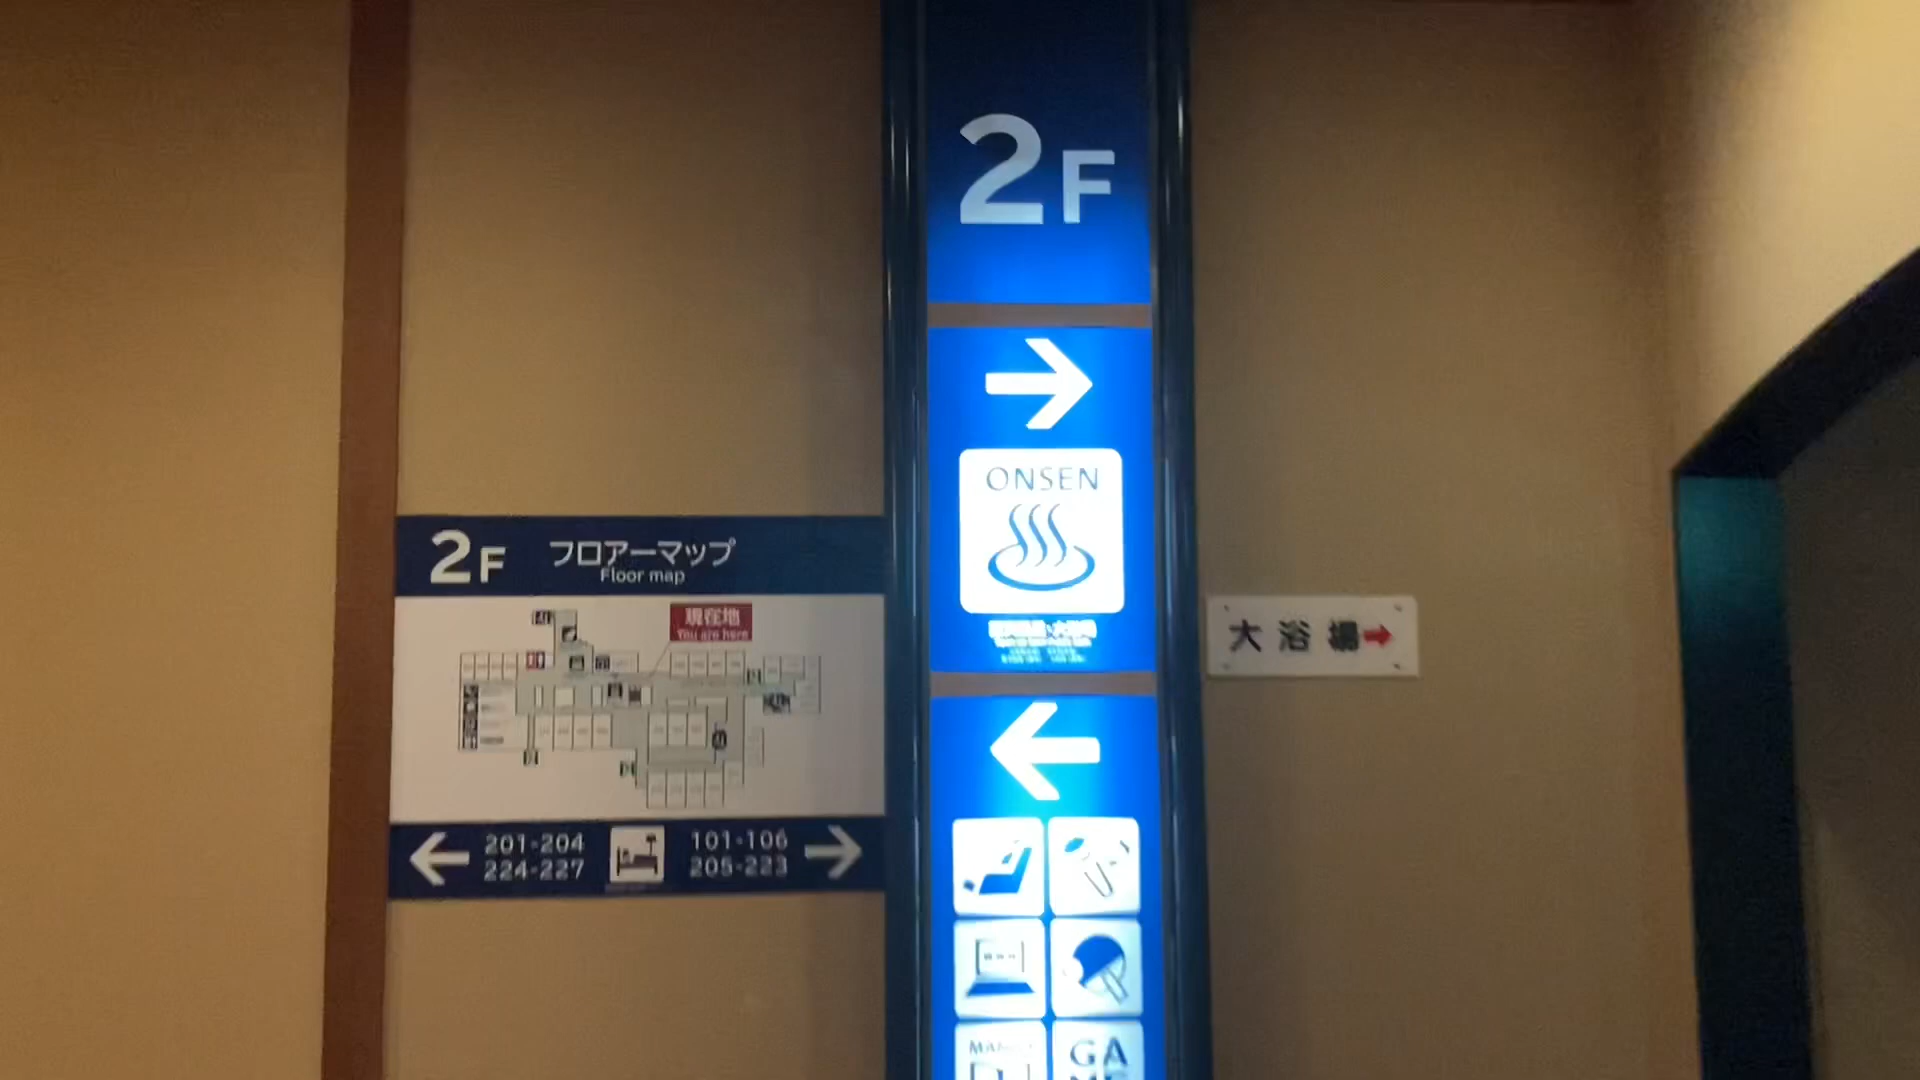 2F
フロアーマップ
Floor map
現在地
You are here
201-204
224-227
101-106
205-223
2F
ONSEN
大浴場
GA